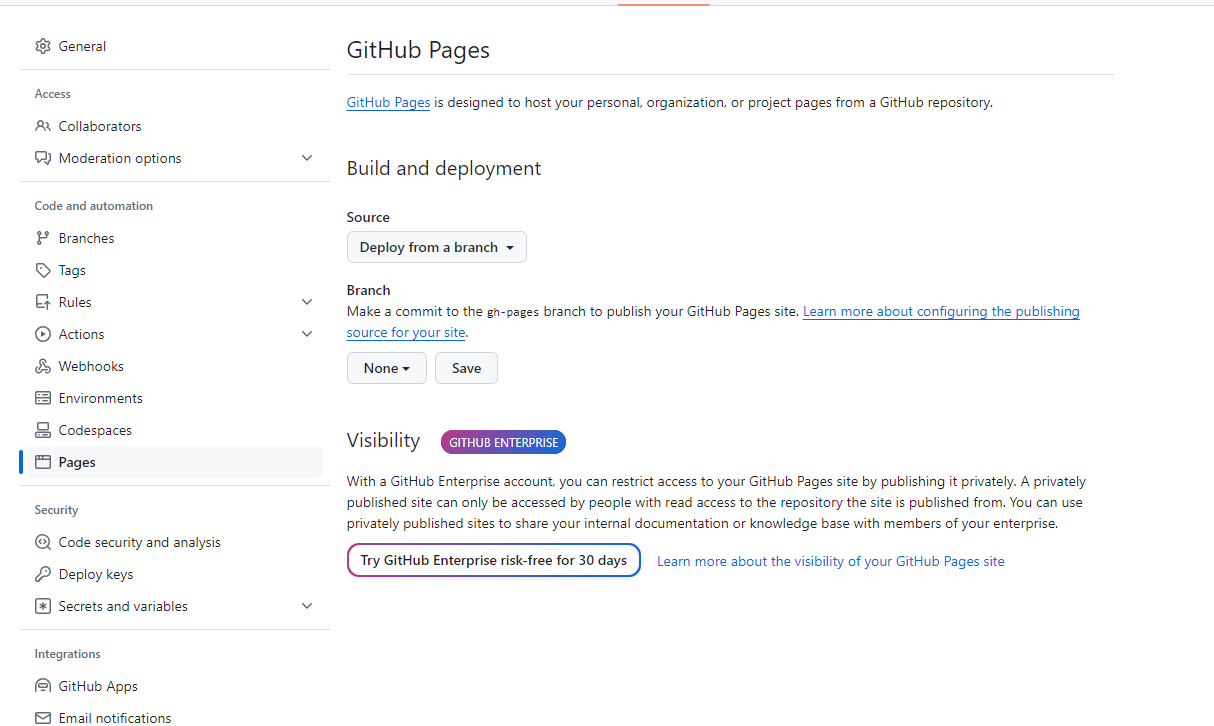 General
Access
Collaborators
Moderation options
Code and automation
Branches
Tags
Rules
Actions
Webhooks
Environments
Codespaces
Pages
Security
Code security and analysis
Deploy keys
Secrets and variables
Integrations
GitHub Apps
Email notifications
GitHub Pages
GitHub Pages is designed to host your personal, organization, or project pages from a GitHub repository.
Build and deployment
Source
Deploy from a branch
Branch
Make a commit to the gh-pages branch to publish your GitHub Pages site. Learn more about configuring the publishing
source for your site.
None Save
Visibility GITHUB ENTERPRISE
With a GitHub Enterprise account, you can restrict access to your GitHub Pages site by publishing it privately. A privately
published site can only be accessed by people with read access to the repository the site is published from. You can use
privately published sites to share your internal documentation or knowledge base with members of your enterprise.
Try GitHub Enterprise risk-free for 30 days Learn more about the visibility of your GitHub Pages site